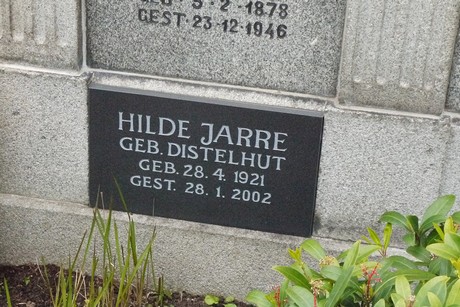 GEB 5-2-1878
GEST 23-12-1946
HILDE JARRE
GEB. DISTELHUT
GEB. 28. 4. 1921
GEST. 28. 1. 2002